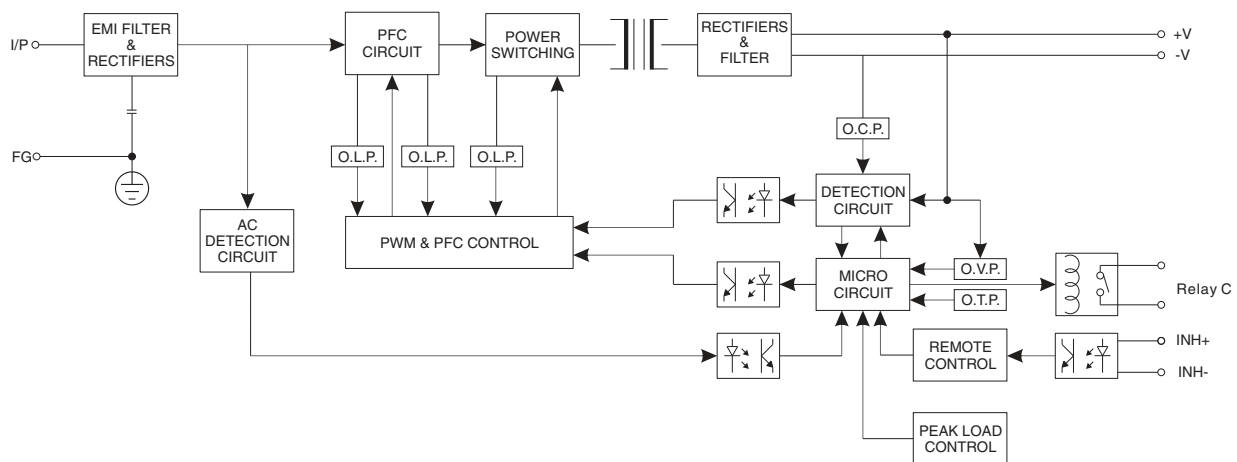 I/P
EMI FILTER
&
RECTIFIERS
PFC
CIRCUIT
POWER
SWITCHING
RECTIFIERS
&
FILTER
+V
-V
FG
O.L.P.
O.L.P.
O.L.P.
O.C.P.
AC
DETECTION
CIRCUIT
PWM & PFC CONTROL
DETECTION
CIRCUIT
MICRO
CIRCUIT
O.V.P.
O.T.P.
Relay C
REMOTE
CONTROL
INH+
INH-
PEAK LOAD
CONTROL